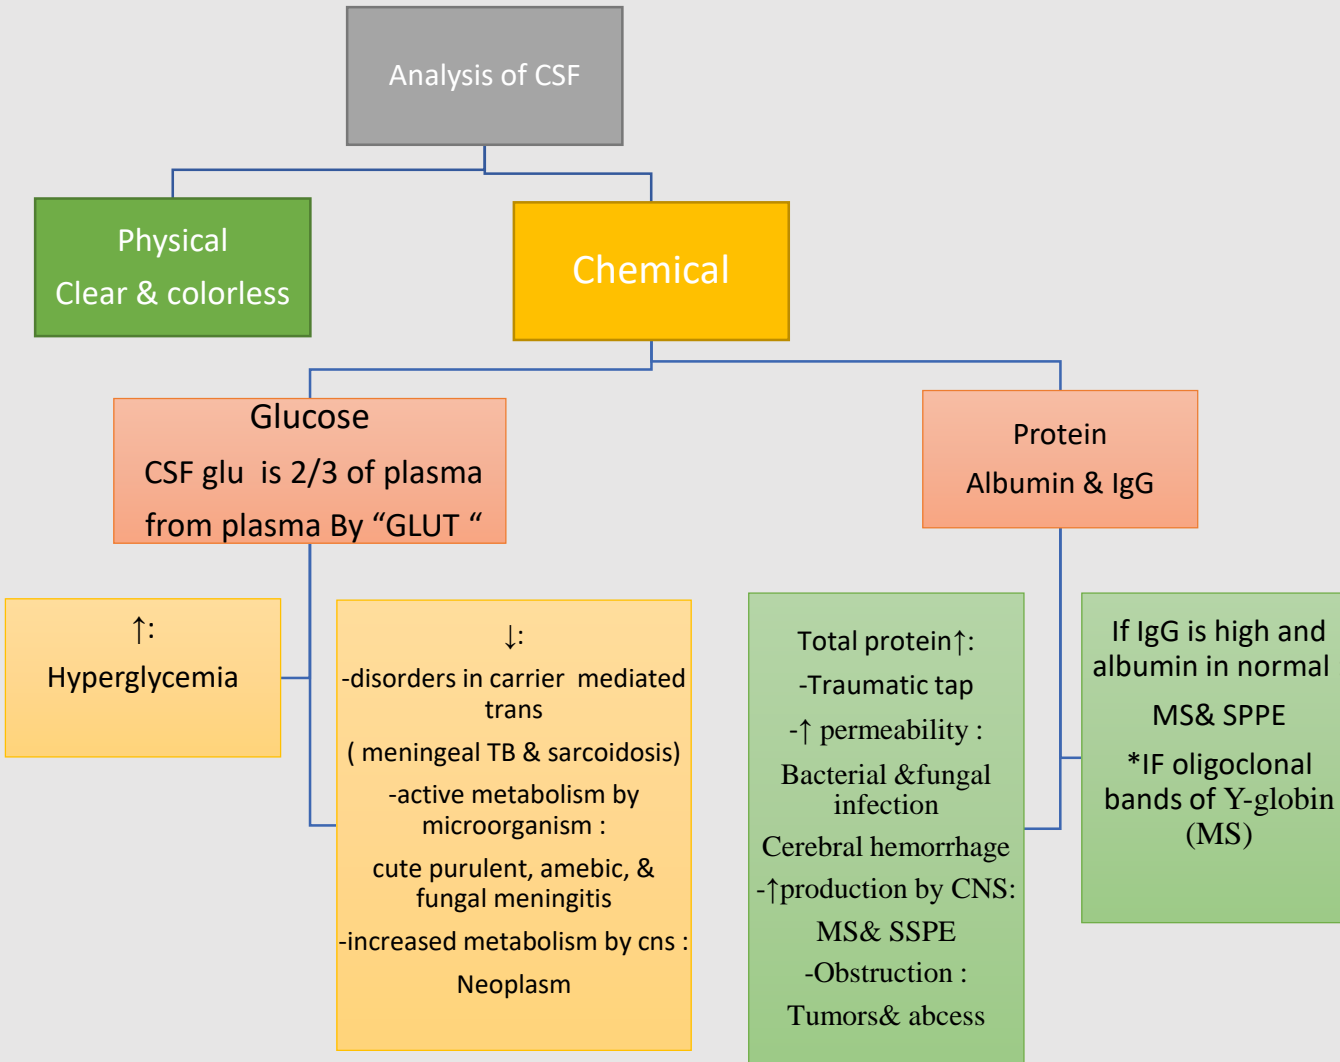 Analysis of CSF
Physical
Clear & colorless
Chemical
Glucose
CSF glu is 2/3 of plasma
from plasma By “GLUT “
Protein
Albumin & IgG
↑:
Hyperglycemia
↓:
-disorders in carrier mediated
trans
( meningeal TB & sarcoidosis)
-active metabolism by
microorganism :
cute purulent, amebic, &
fungal meningitis
-increased metabolism by cns :
Neoplasm
Total protein↑:
-Traumatic tap
-↑ permeability :
Bacterial &fungal
infection
Cerebral hemorrhage
-↑production by CNS:
MS& SSPE
-Obstruction :
Tumors& abcess
If IgG is high and
albumin in normal
MS& SPPE
*IF oligoclonal
bands of Y-globin
(MS)